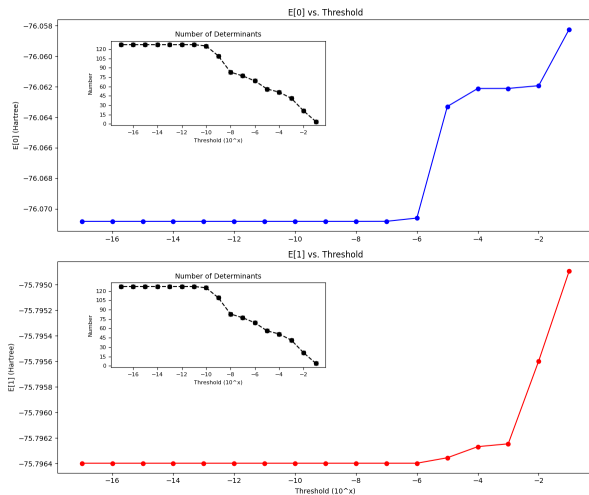 E[0] vs. Threshold
−76.058
−76.060
−76.062
−76.064
−76.066
−76.068
−76.070
E[0] (Hartree)
−16 −14 −12 −10 −8 −6 −4 −2
Number of Determinants
120
105
90
75
60
45
30
15
0
Number
−16 −14 −12 −10 −8 −6 −4 −2
Threshold (10^x)
E[1] vs. Threshold
−75.7950
−75.7952
−75.7954
−75.7956
−75.7958
−75.7960
−75.7962
−75.7964
E[1] (Hartree)
−16 −14 −12 −10 −8 −6 −4 −2
Threshold (10^x)
Number of Determinants
120
105
90
75
60
45
30
15
0
Number
−16 −14 −12 −10 −8 −6 −4 −2
Threshold (10^x)